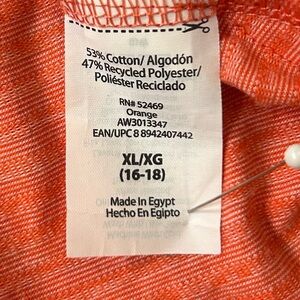 53% Cotton/ Algodón
47% Recycled Polyester/
Poliéster Reciclado
RN# 52469
Orange
AW3013347
EAN/UPC 8 8942407442
XL/XG
(16-18)
Made In Egypt
Hecho En Egipto